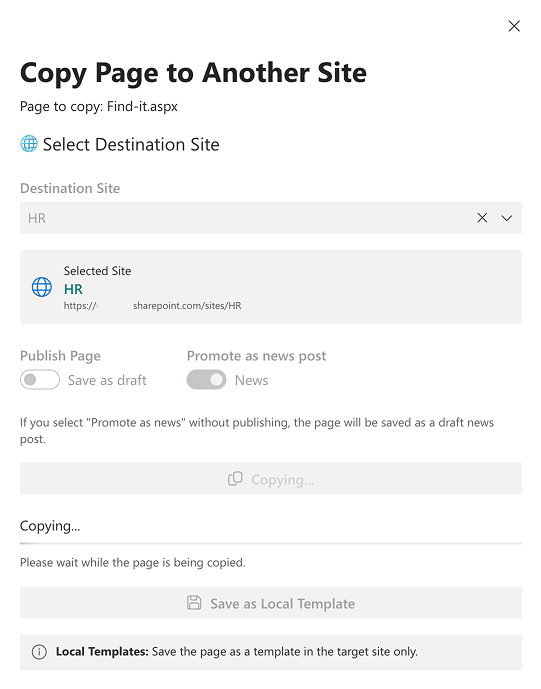 Copy Page to Another Site
Page to copy: Find-it.aspx
Select Destination Site
Destination Site
HR
Selected Site
HR
https:// sharepoint.com/sites/HR
Publish Page Promote as news post
Save as draft News
If you select "Promote as news" without publishing, the page will be saved as a draft news
post.
Copying...
Copying...
Please wait while the page is being copied.
Save as Local Template
Local Templates: Save the page as a template in the target site only.